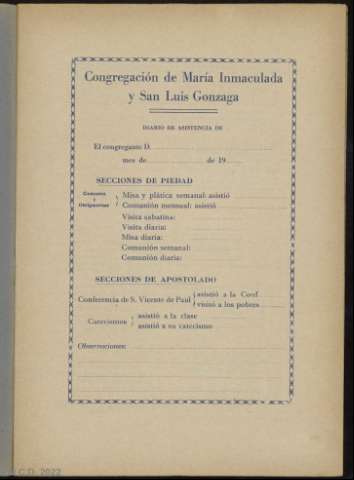 Congregación de María Inmaculada
y San Luis Gonzaga
DIARIO DE ASISTENCIA DE
El congregante D.
mes de de 19
SECCIONES DE PIEDAD
Comunes
y
Obligatorias
Misa y plática semanal: asistió
Comunión mensual: asistió
Visita sabatina:
Visita diaria:
Misa diaria:
Comunión semanal:
Comunión diaria:
SECCIONES DE APOSTOLADO
Conferencia de S. Vicente de Paul
asistió a la Conf.
visitó a los pobres
Catecismos
asistió a la clase
asistió a su catecismo
Observaciones:
C.D. 2022